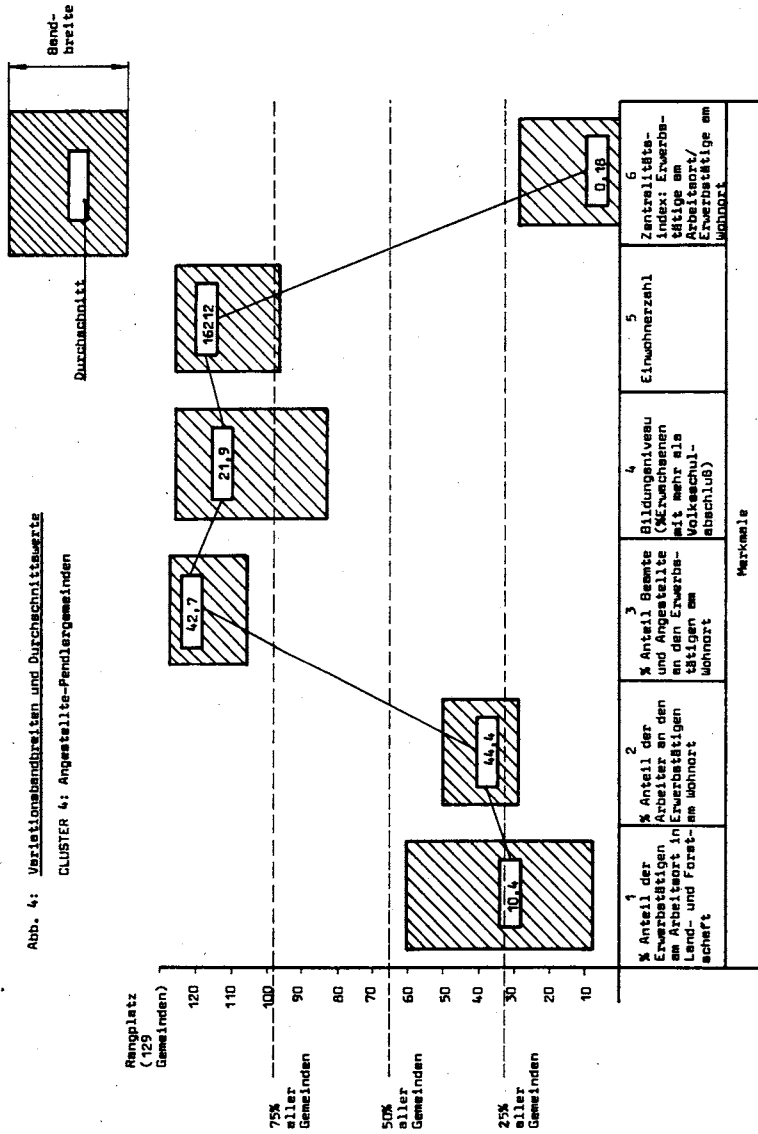 Abb. 4: Variationsbandbreiten und Durchschnittswerte
CLUSTER 4: Angestellte-Pendlergemeinden
Durchschnitt
Band-
breite
Rangplatz
(129
Gemeinden)
120
110
100
90
80
70
60
50
40
30
20
10
75%
aller
Gemeinden
50%
aller
Gemeinden
25%
aller
Gemeinden
10,4
44,4
42,7
21,9
16212
0,18
1
% Anteil der
Erwerbstätigen
am Arbeitsort in
Land- und Forst-
schaft
2
% Anteil der
Arbeiter an den
Erwerbstätigen
am Wohnort
3
% Anteil Beamte
und Angestellte
an den Erwerbs-
tätigen am
Wohnort
4
Bildungsniveau
(%Erwachsenen
mit mehr als
Volksschul-
abschluß)
5
Einwohnerzahl
6
Zentralitäts-
index: Erwerbs-
tätige am
Arbeitsort/
Erwerbstätige am
Wohnort
Merkmale